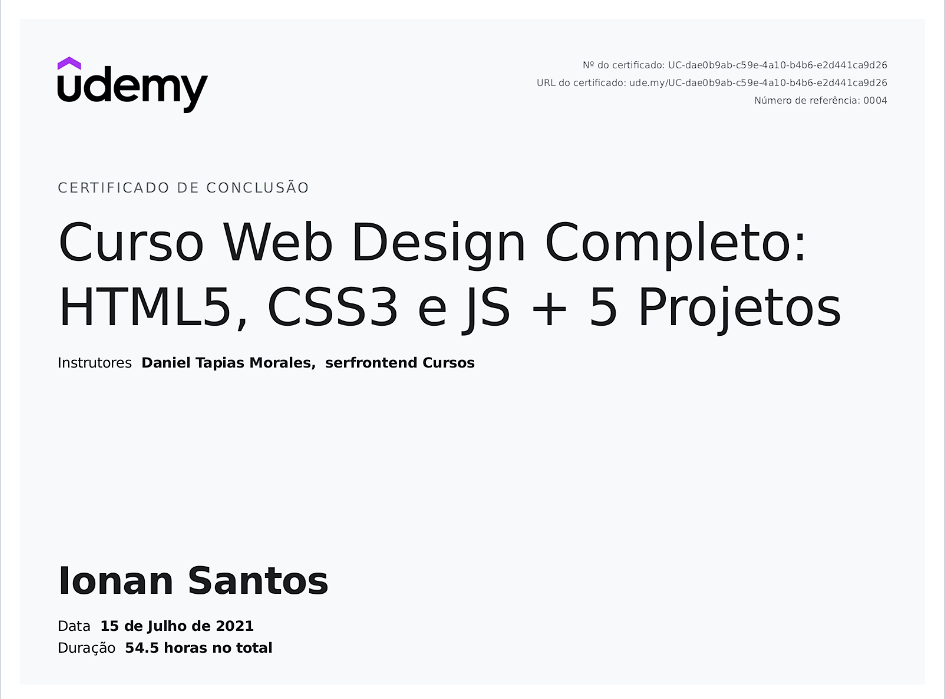 udemy
Nº do certificado: UC-dae0b9ab-c59e-4a10-b4b6-e2d441ca9d26
URL do certificado: ude.my/UC-dae0b9ab-c59e-4a10-b4b6-e2d441ca9d26
Número de referência: 0004
CERTIFICADO DE CONCLUSÃO
Curso Web Design Completo:
HTML5, CSS3 e JS + 5 Projetos
Instrutores Daniel Tapias Morales, serfrontend Cursos
Ionan Santos
Data 15 de Julho de 2021
Duração 54.5 horas no total